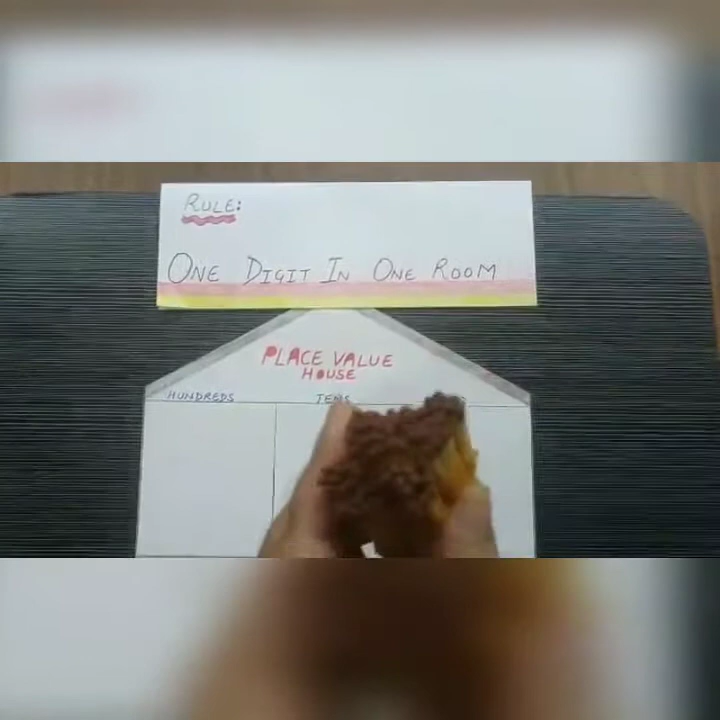 RULE:
ONE DIGIT IN ONE ROOM
PLACE VALUE
HOUSE
HUNDREDS TENS